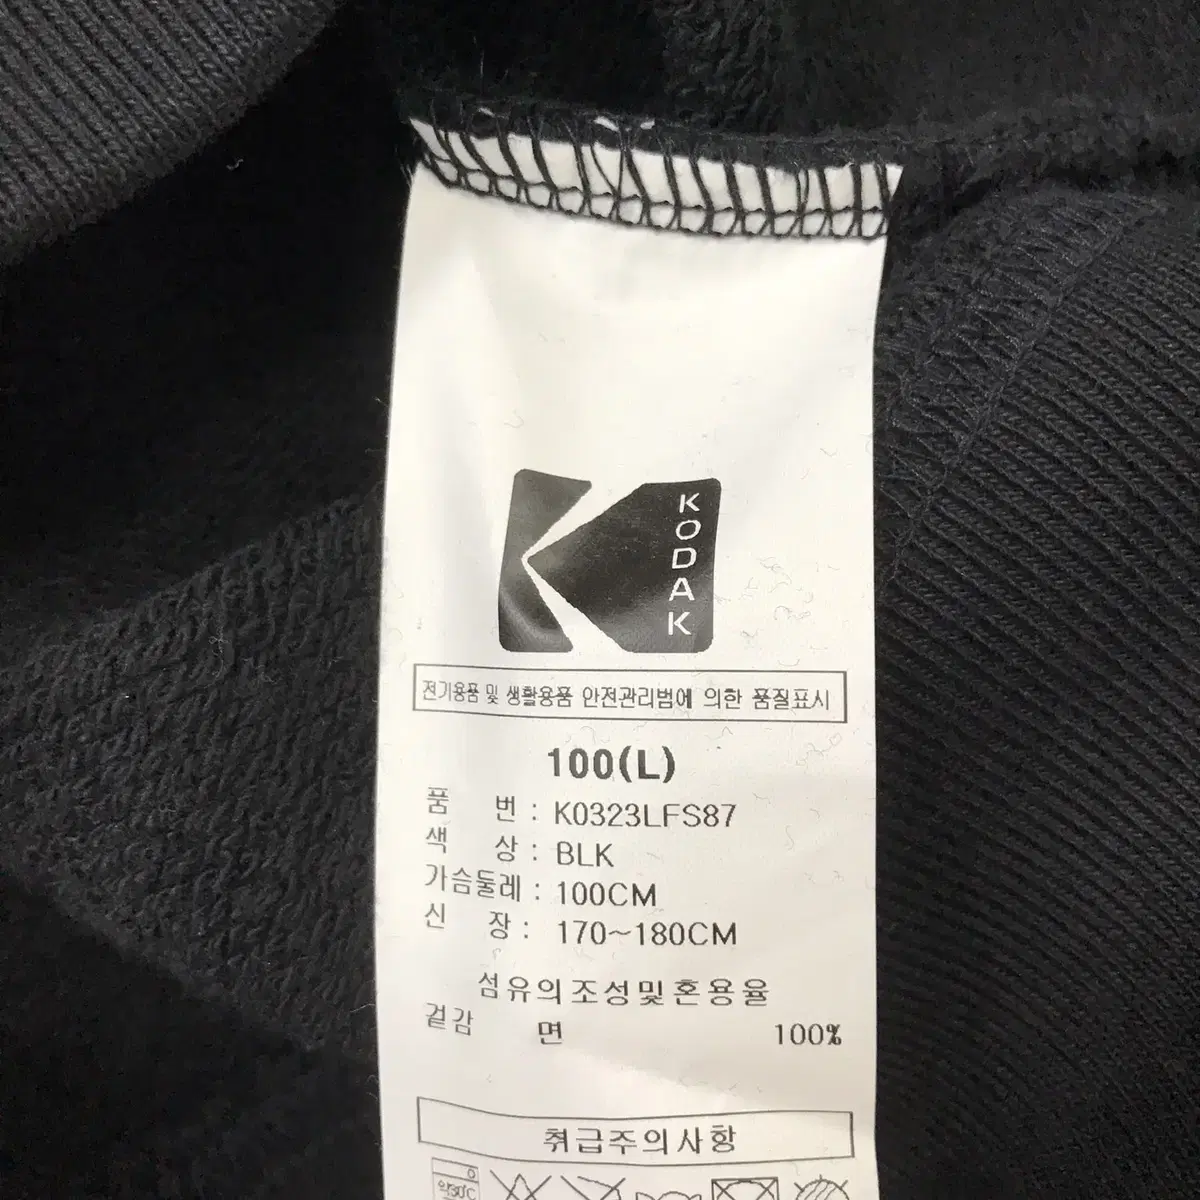 KODAK
전기용품 및 생활용품 안전관리법에 의한 품질표시
100(L)
품 번 : K0323LFS87
색 상 : BLK
가슴둘레 : 100CM
신 장 : 170~180CM
섬유의조성및혼용율
겉감 면 100%
취급주의사항
약30℃